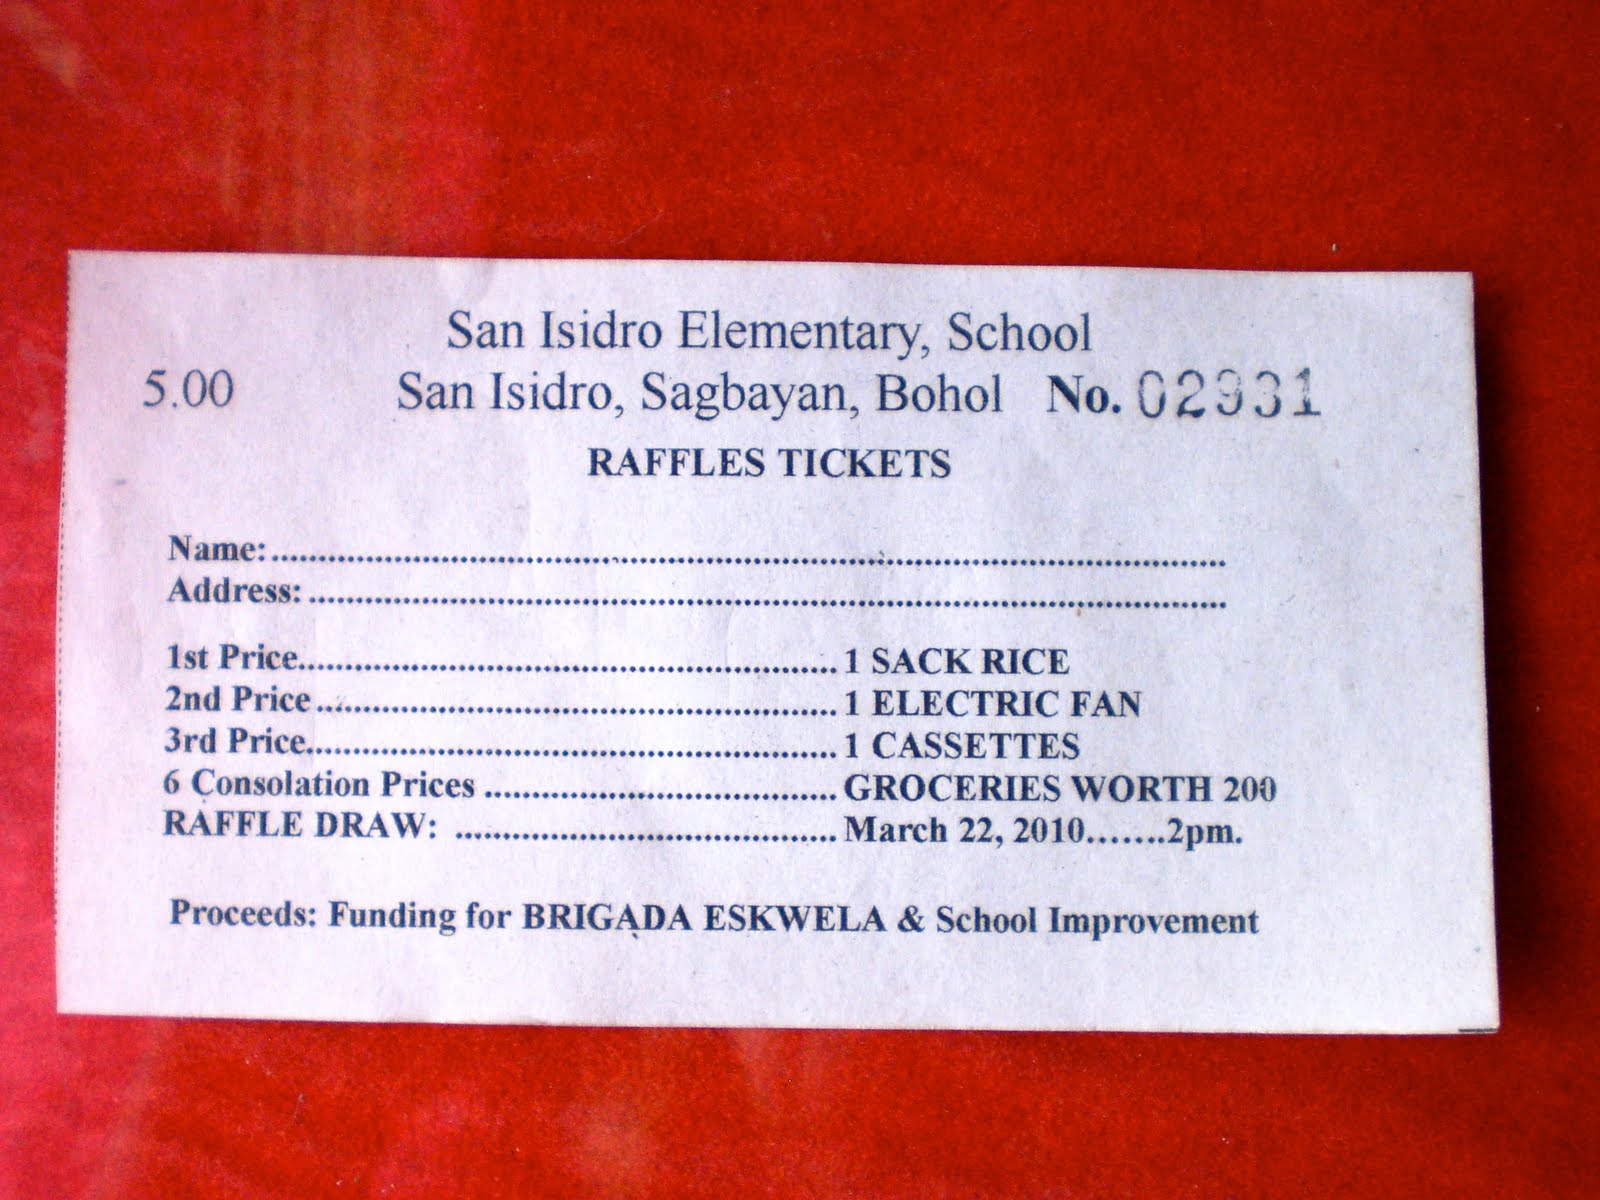 San Isidro Elementary, School
5.00 San Isidro, Sagbayan, Bohol No. 02931
RAFFLES TICKETS
Name:........................................................................................................
Address: ....................................................................................................
1st Price.......................................................... 1 SACK RICE
2nd Price ........................................................ 1 ELECTRIC FAN
3rd Price......................................................... 1 CASSETTES
6 Consolation Prices ...................................... GROCERIES WORTH 200
RAFFLE DRAW: ......................................... March 22, 2010.......2pm.
Proceeds: Funding for BRIGADA ESKWELA & School Improvement